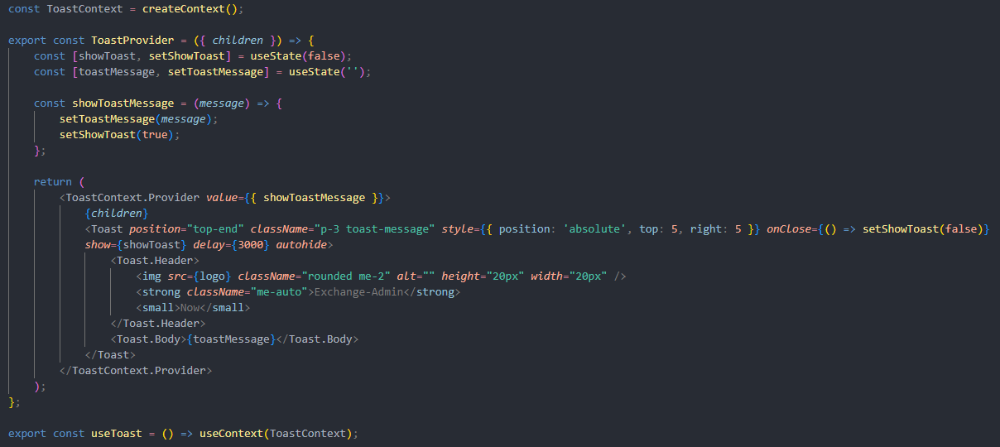 const ToastContext = createContext();
export const ToastProvider = ({ children }) => {
const [showToast, setShowToast] = useState(false);
const [toastMessage, setToastMessage] = useState('');
const showToastMessage = (message) => {
setToastMessage(message);
setShowToast(true);
};
return (
<ToastContext.Provider value={{ showToastMessage }}>
{children}
<Toast position="top-end" className="p-3 toast-message" style={{ position: 'absolute', top: 5, right: 5 }} onClose={() => setShowToast(false)}
show={showToast} delay={3000} autohide>
<Toast.Header>
<img src={logo} className="rounded me-2" alt="" height="20px" width="20px" />
<strong className="me-auto">Exchange-Admin</strong>
<small>Now</small>
</Toast.Header>
<Toast.Body>{toastMessage}</Toast.Body>
</Toast>
</ToastContext.Provider>
);
};
export const useToast = () => useContext(ToastContext);